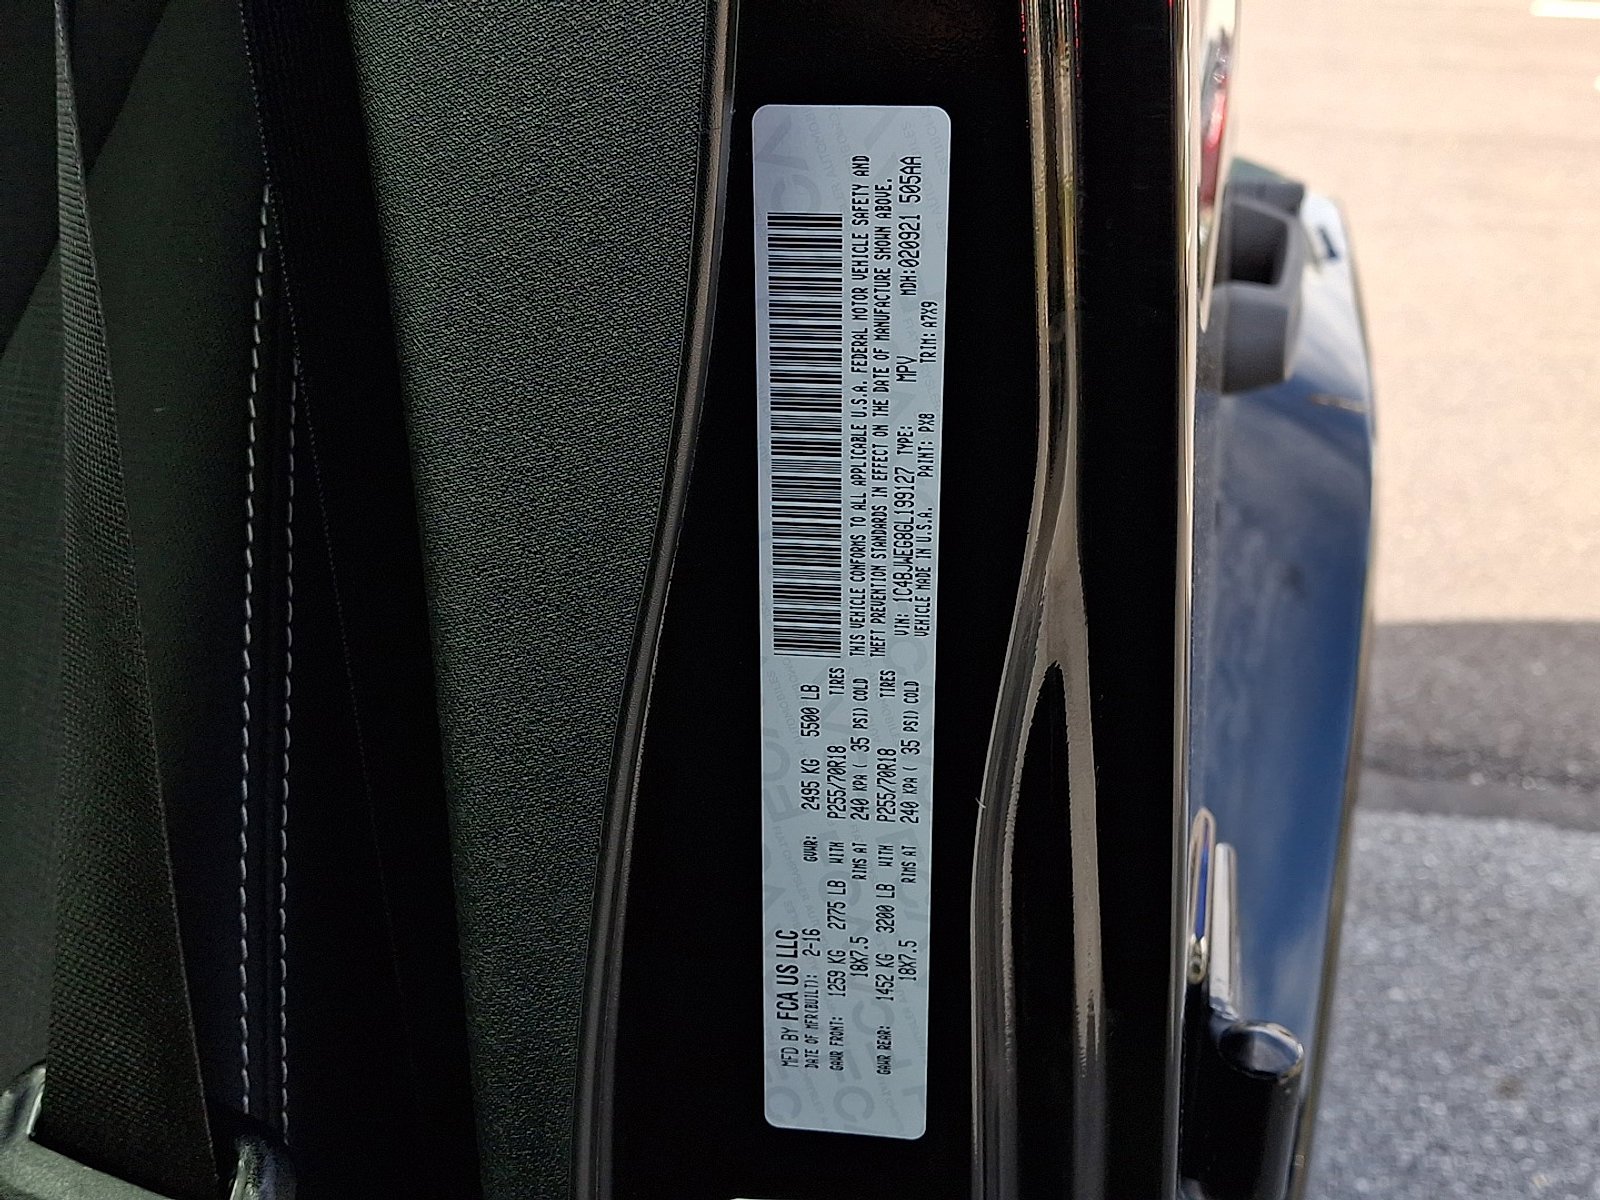 MFD BY FCA US LLC
DATE OF MFR(BUILT): 2-16 GVWR: 2495 KG 5500 LB
GAWR FRONT: 1259 KG 2775 LB WITH P255/70R18 TIRES
18X7.5 RIMS AT 240 KPA ( 35 PSI) COLD
GAWR REAR: 1452 KG 3200 LB WITH P255/70R18 TIRES
18X7.5 RIMS AT 240 KPA ( 35 PSI) COLD
THIS VEHICLE CONFORMS TO ALL APPLICABLE U.S.A. FEDERAL MOTOR VEHICLE SAFETY AND
THEFT PREVENTION STANDARDS IN EFFECT ON THE DATE OF MANUFACTURE SHOWN ABOVE.
VIN: 1C4BJWEG8GL199127 TYPE: MPV MDH:020921 505AA
VEHICLE MADE IN U.S.A. PAINT: PX8 TRIM: A7X9